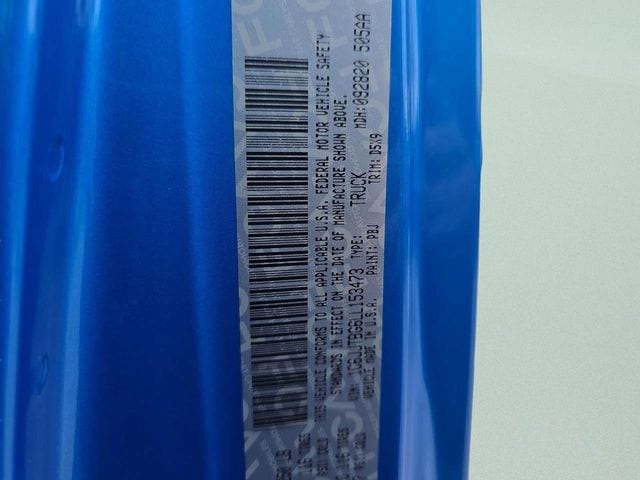 THIS VEHICLE CONFORMS TO ALL APPLICABLE U.S.A. FEDERAL MOTOR VEHICLE SAFETY
STANDARDS IN EFFECT ON THE DATE OF MANUFACTURE SHOWN ABOVE.
1C6JJTBG6LL153473 TYPE: TRUCK MDH:092820 505AA
VEHICLE MADE IN U.S.A. PAINT: PBJ TRIM: D5X9